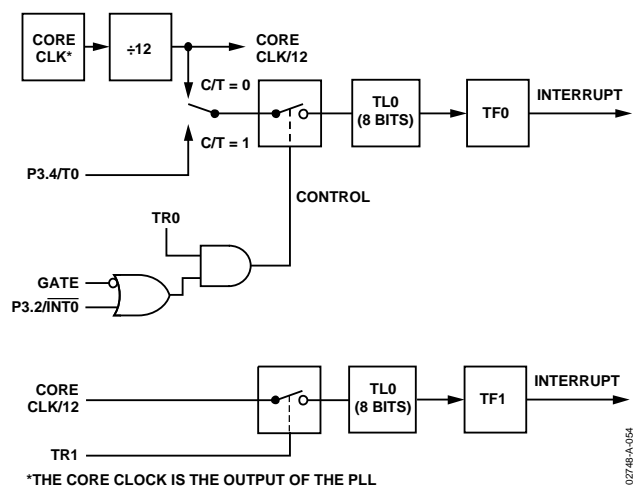 CORE
CLK*
÷12
CORE
CLK/12
C/T = 0
C/T = 1
P3.4/T0
TL0
(8 BITS)
TF0
INTERRUPT
CONTROL
TR0
GATE
P3.2/I̅N̅T̅0̅
CORE
CLK/12
TL0
(8 BITS)
TF1
INTERRUPT
TR1
*THE CORE CLOCK IS THE OUTPUT OF THE PLL
02748-A-054